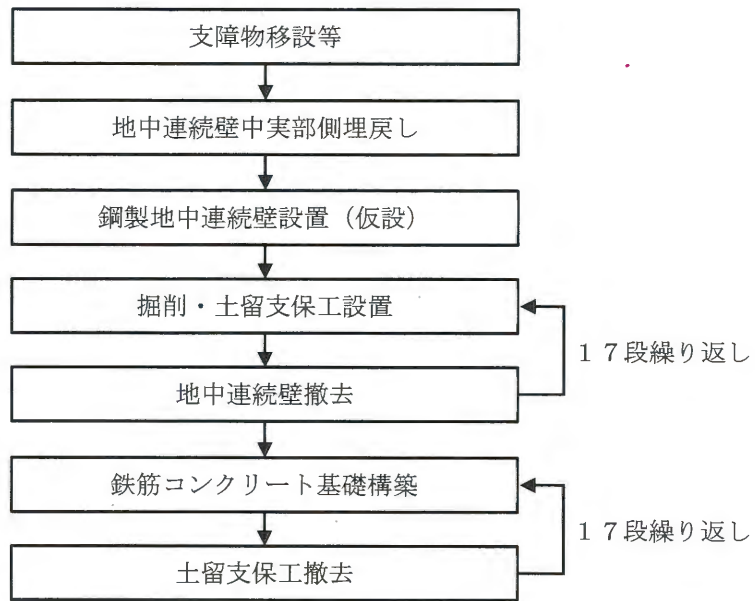 支障物移設等
地中連続壁中実部側埋戻し
鋼製地中連続壁設置（仮設）
掘削・土留支保工設置
１７段繰り返し
地中連続壁撤去
鉄筋コンクリート基礎構築
１７段繰り返し
土留支保工撤去